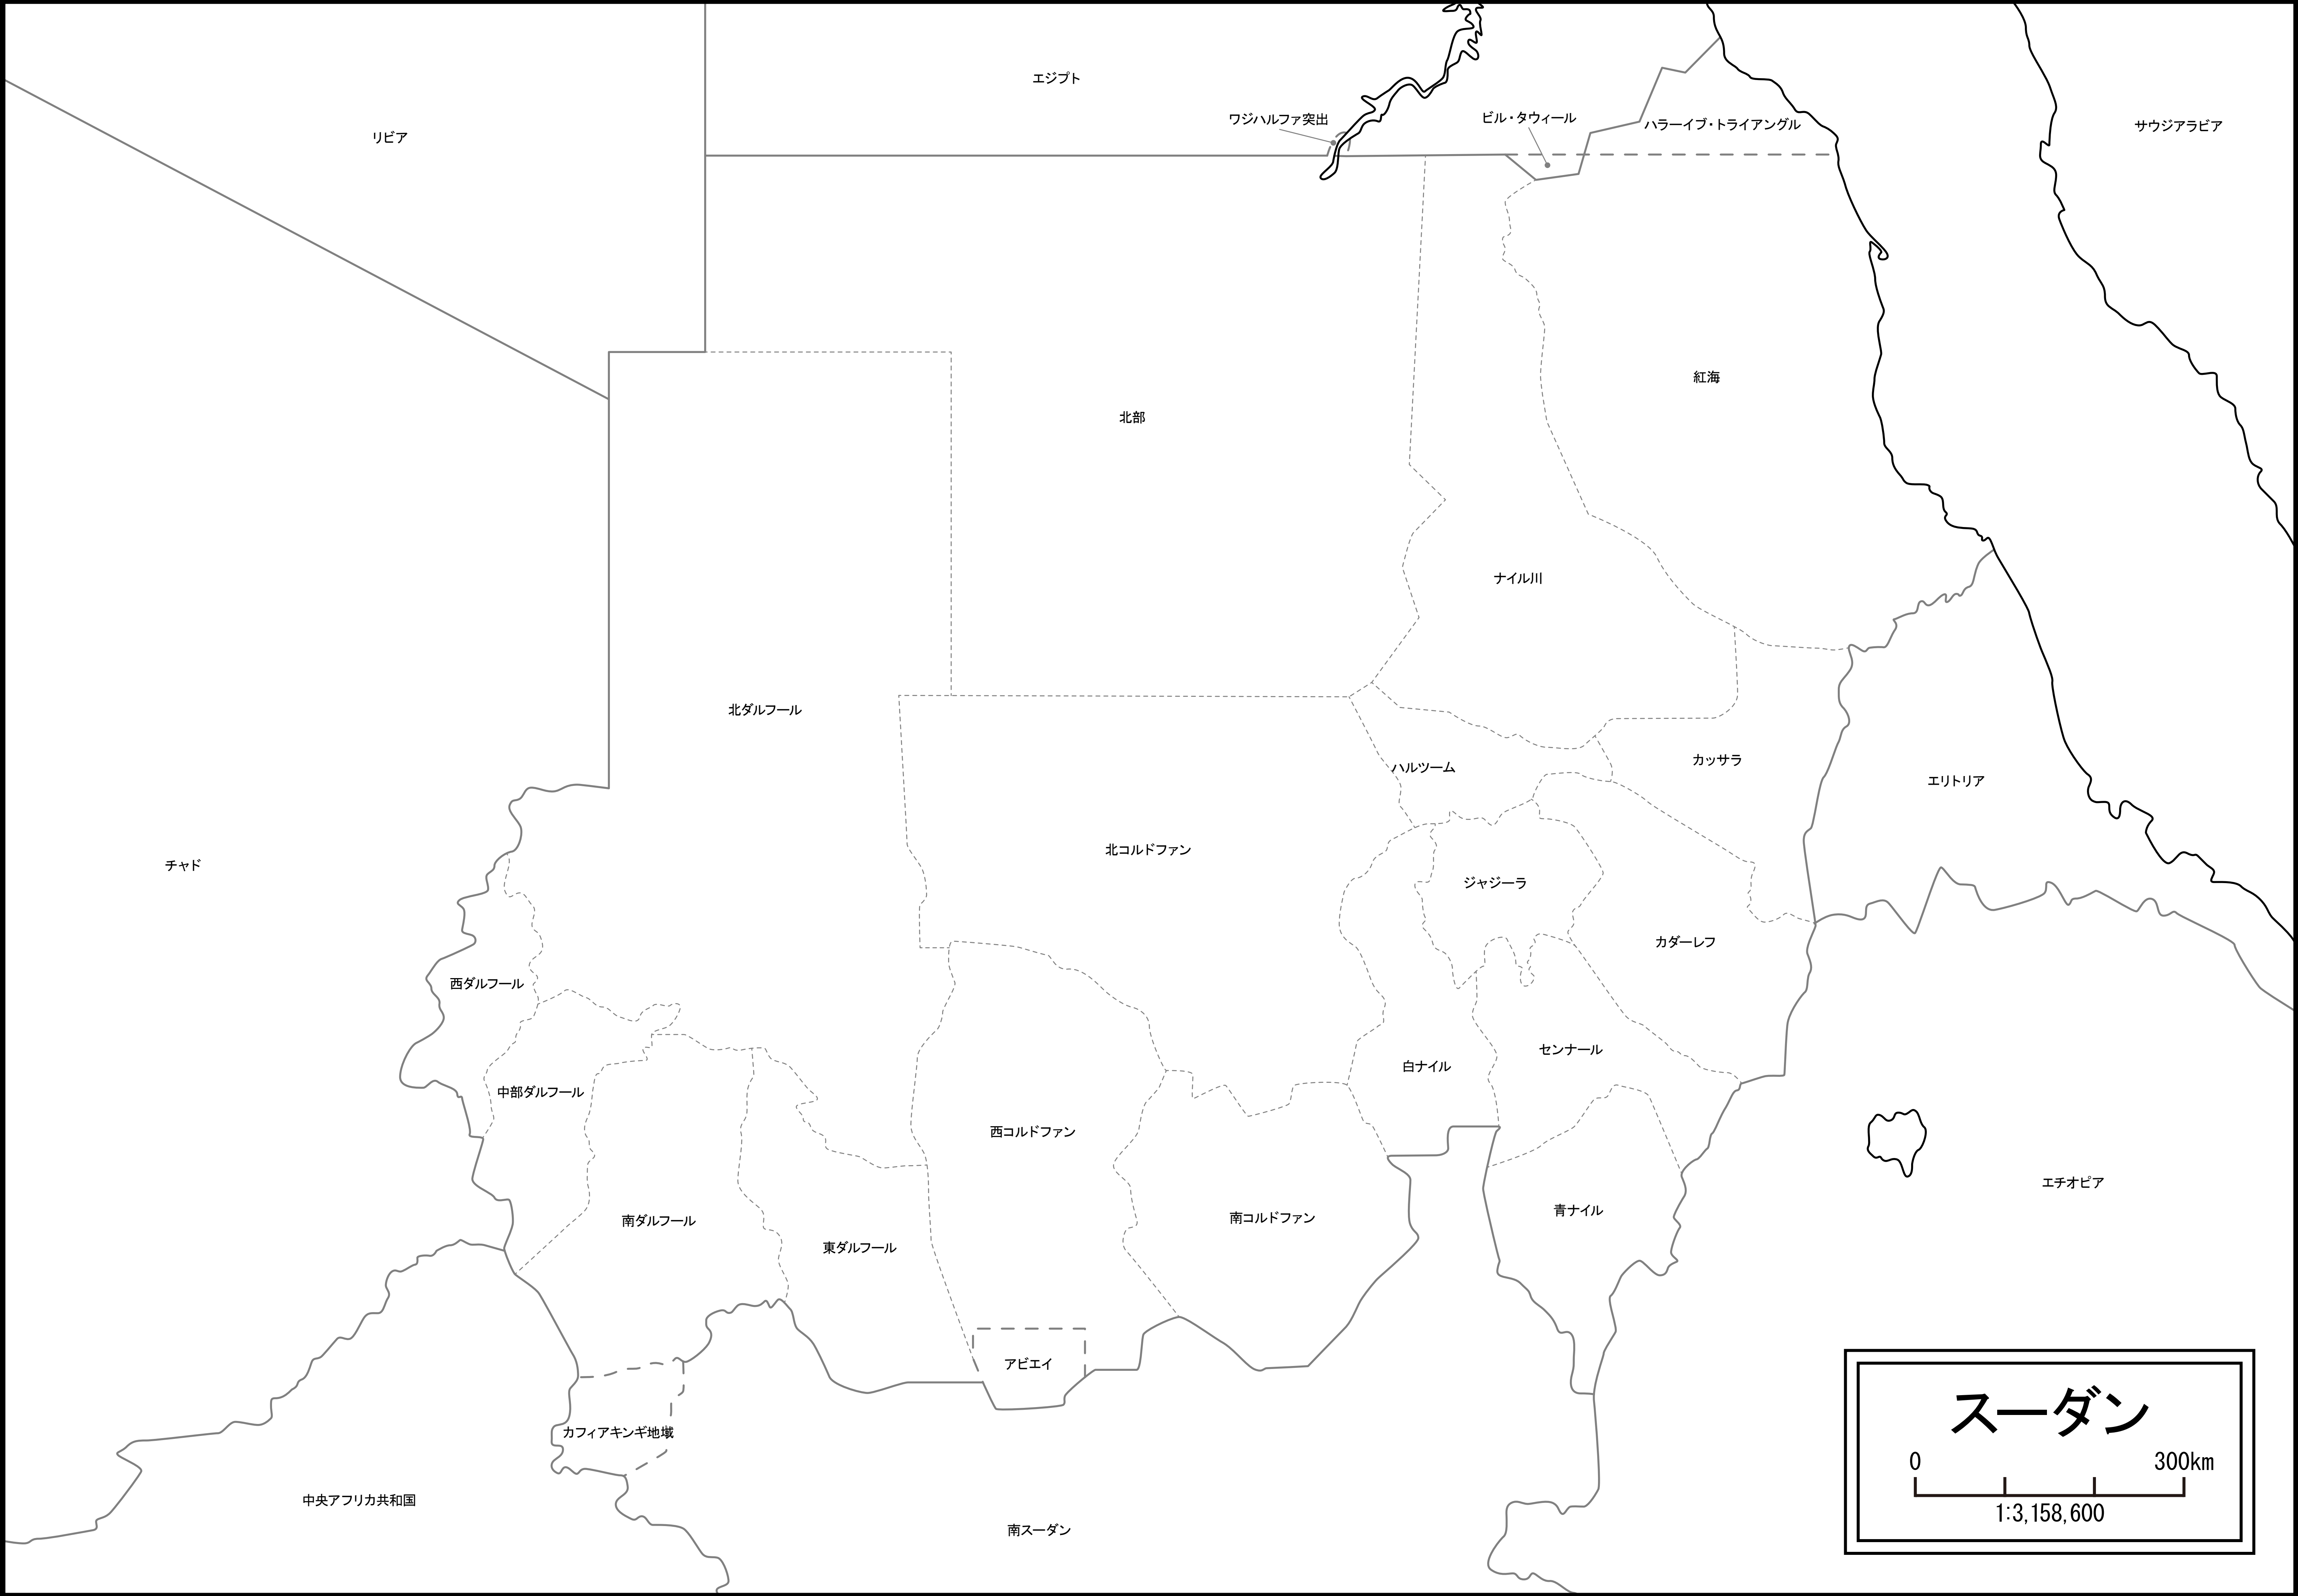 エジプト
リビア
ワジハルファ突出
ビル・タウィール
ハラーイブ・トライアングル
サウジアラビア
紅海
北部
ナイル川
北ダルフール
ハルツーム
カッサラ
エリトリア
チャド
北コルドファン
ジャジーラ
カダーレフ
西ダルフール
センナール
白ナイル
中部ダルフール
西コルドファン
エチオピア
青ナイル
南コルドファン
南ダルフール
東ダルフール
アビエイ
カフィアキンギ地域
中央アフリカ共和国
南スーダン
スーダン
0 300km
1:3,158,600